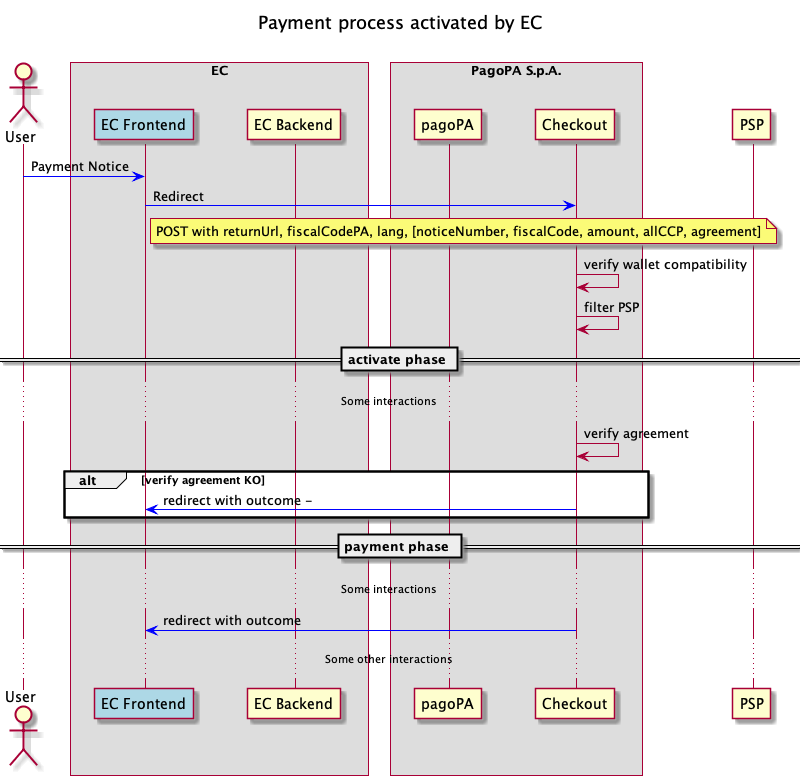 Payment process activated by EC
EC
PagoPA S.p.A.
User
EC Frontend
EC Backend
pagoPA
Checkout
PSP
Payment Notice
Redirect
POST with returnUrl, fiscalCodePA, lang, [noticeNumber, fiscalCode, amount, allCCP, agreement]
verify wallet compatibility
filter PSP
activate phase
Some interactions
verify agreement
alt
[verify agreement KO]
redirect with outcome -
payment phase
Some interactions
redirect with outcome
Some other interactions
User
EC Frontend
EC Backend
pagoPA
Checkout
PSP